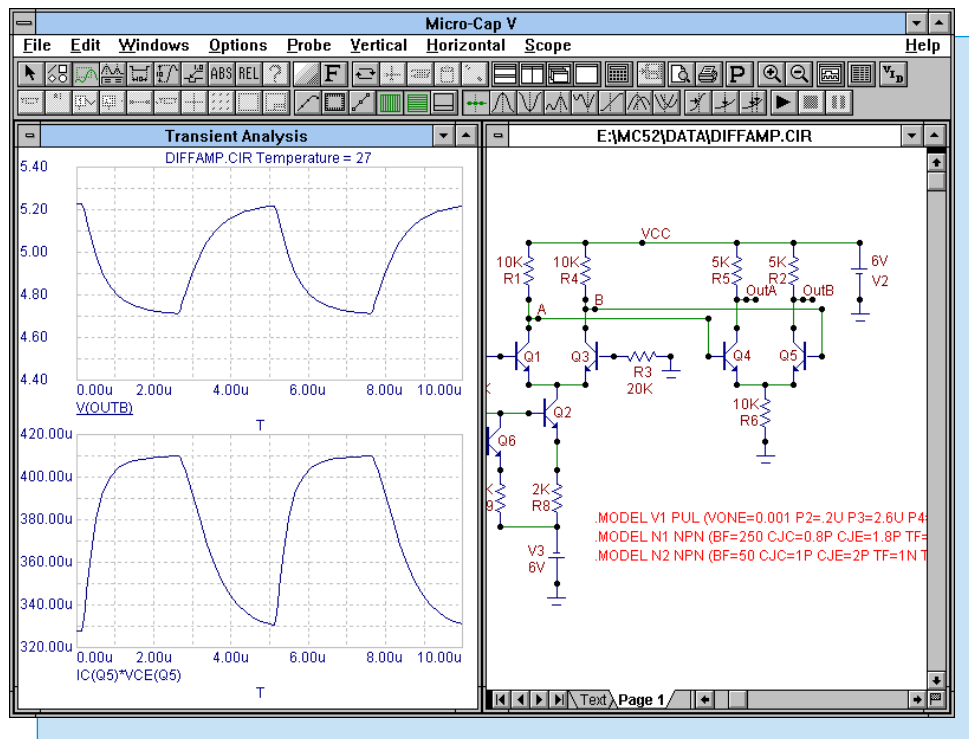 Micro-Cap V
File Edit Windows Options Probe Vertical Horizontal Scope Help
ABS REL ? F P
Transient Analysis
DIFFAMP.CIR Temperature = 27
5.40
5.20
5.00
4.80
4.60
4.40
0.00u 2.00u 4.00u 6.00u 8.00u 10.00u
V(OUTB)
T
420.00u
400.00u
380.00u
360.00u
340.00u
320.00u
0.00u 2.00u 4.00u 6.00u 8.00u 10.00u
IC(Q5)*VCE(Q5)
T
E:\MC52\DATA\DIFFAMP.CIR
VCC
10K
R1
10K
R4
5K
R5
5K
R2
6V
V2
OutA
OutB
A
B
Q1
Q3
R3
20K
Q4
Q5
K
Q2
10K
R6
Q6
K
9
2K
R8
V3
6V
.MODEL V1 PUL (VONE=0.001 P2=.2U P3=2.6U P4=
.MODEL N1 NPN (BF=250 CJC=0.8P CJE=1.8P TF=
.MODEL N2 NPN (BF=50 CJC=1P CJE=2P TF=1N T
Text Page 1